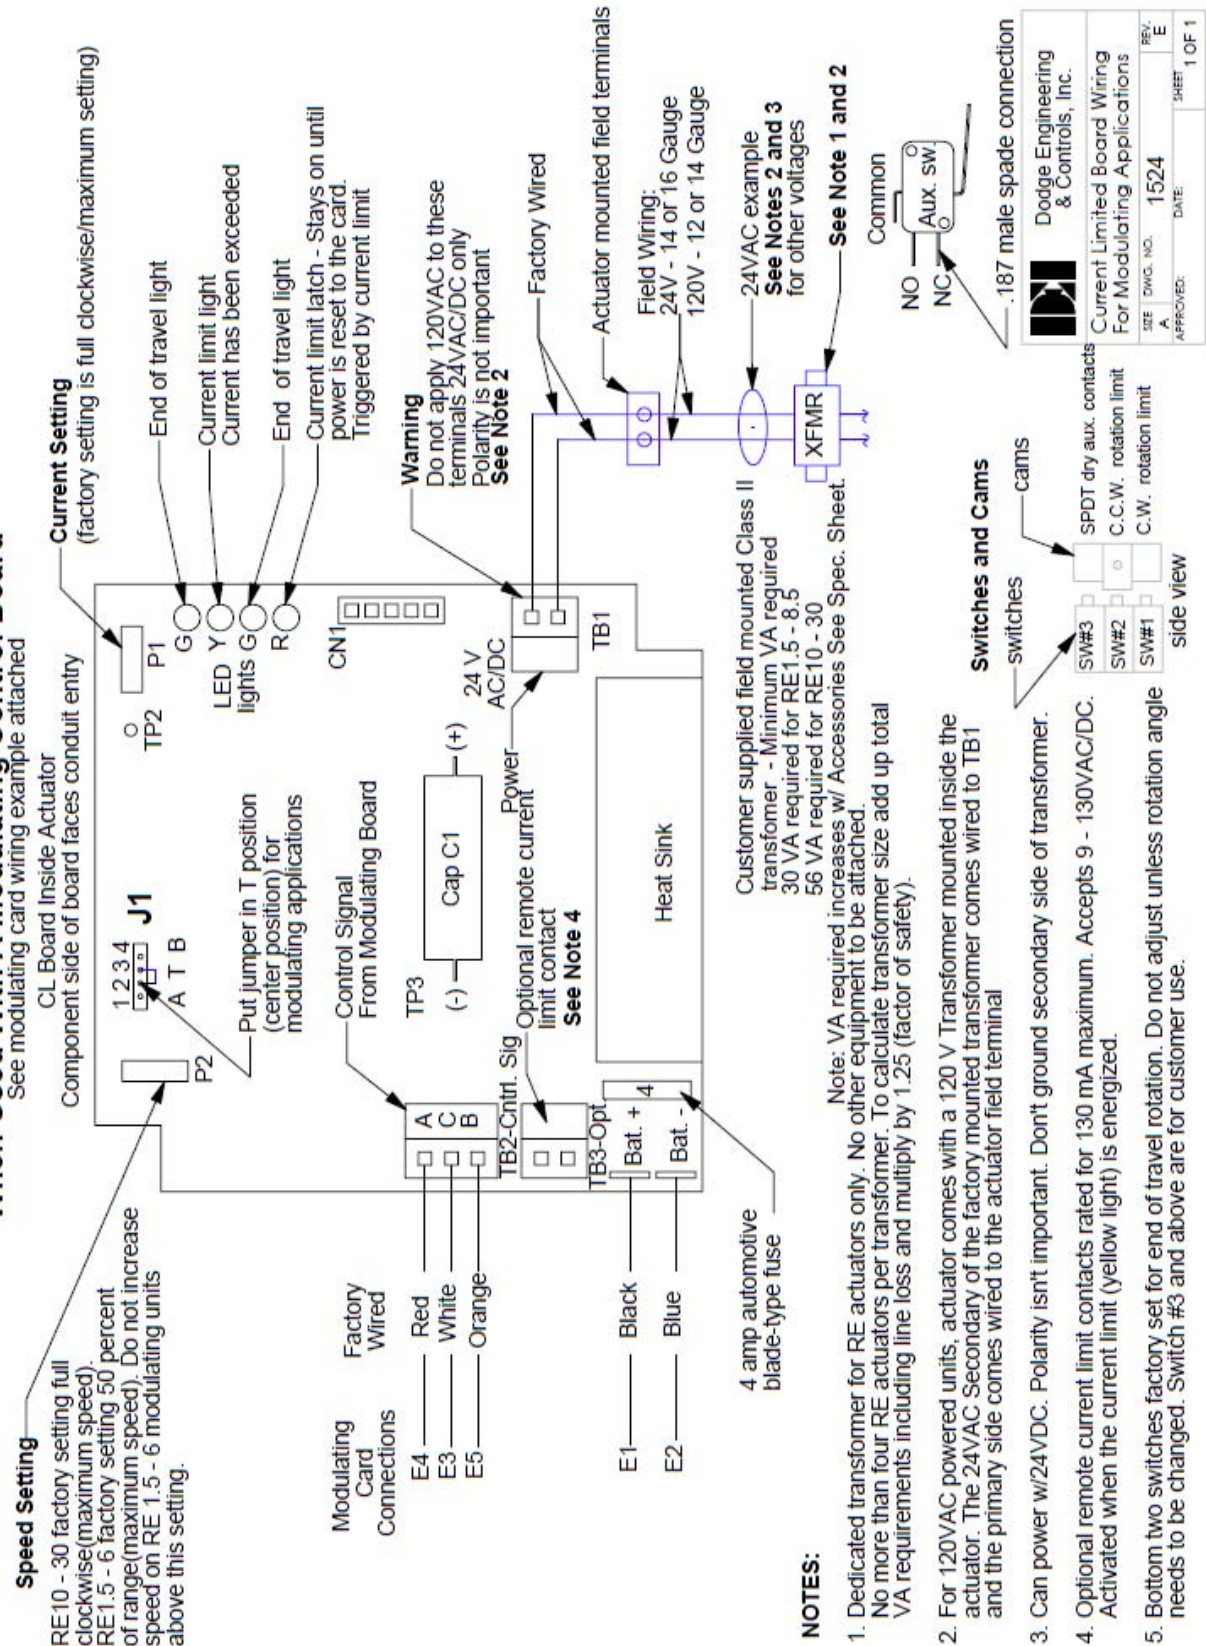 See modulating card wiring example attached
CL Board Inside Actuator
Component side of board faces conduit entry
Speed Setting
RE10 - 30 factory setting full
clockwise(maximum speed).
RE1.5 - 6 factory setting 50 percent
of range(maximum speed). Do not increase
speed on RE 1.5 - 6 modulating units
above this setting.
Current Setting
(factory setting is full clockwise/maximum setting)
P2
1 2 3 4
J1
A T B
Put jumper in T position
(center position) for
modulating applications
TP2
P1
G
Y
G
R
LED
lights
End of travel light
Current limit light
Current has been exceeded
End of travel light
Current limit latch - Stays on until
power is reset to the card.
Triggered by current limit
CN1
Control Signal
From Modulating Board
TP3
(-)
Cap C1
(+)
24 V
AC/DC
TB1
Power
Warning
Do not apply 120VAC to these
terminals 24VAC/DC only
Polarity is not important
See Note 2
Factory Wired
Actuator mounted field terminals
Field Wiring:
24V - 14 or 16 Gauge
120V - 12 or 14 Gauge
24VAC example
See Notes 2 and 3
for other voltages
XFMR
See Note 1 and 2
Modulating
Card
Connections
Factory
Wired
E4
Red
A
E3
White
C
E5
Orange
B
TB2-Cntrl. Sig
Optional remote current
limit contact
See Note 4
TB3-Opt.
E1
Black
Bat. +
E2
Blue
Bat. -
4
4 amp automotive
blade-type fuse
Heat Sink
Customer supplied field mounted Class II
transfomer - Minimum VA required
30 VA required for RE1.5 - 8.5
56 VA required for RE10 - 30
Note: VA required increases w/ Accessories See Spec. Sheet.
NOTES:
1. Dedicated transformer for RE actuators only. No other equipment to be attached.
No more than four RE actuators per transformer. To calculate transformer size add up total
VA requirements including line loss and multiply by 1.25 (factor of safety).
2. For 120VAC powered units, actuator comes with a 120 V Transformer mounted inside the
actuator. The 24VAC Secondary of the factory mounted transformer comes wired to TB1
and the primary side comes wired to the actuator field terminal
3. Can power w/24VDC. Polarity isn't important. Don't ground secondary side of transformer.
4. Optional remote current limit contacts rated for 130 mA maximum. Accepts 9 - 130VAC/DC.
Activated when the current limit (yellow light) is energized.
5. Bottom two switches factory set for end of travel rotation. Do not adjust unless rotation angle
needs to be changed. Switch #3 and above are for customer use.
Switches and Cams
switches
cams
SW#3
SPDT dry aux. contacts
SW#2
C.C.W. rotation limit
SW#1
C.W. rotation limit
side view
Common
NO
NC
Aux. sw.
.187 male spade connection
Dodge Engineering
& Controls, Inc.
Current Limited Board Wiring
For Modulating Applications
SIZE
A
DWG. NO.
1524
REV.
E
APPROVED:
DATE:
SHEET
1 OF 1